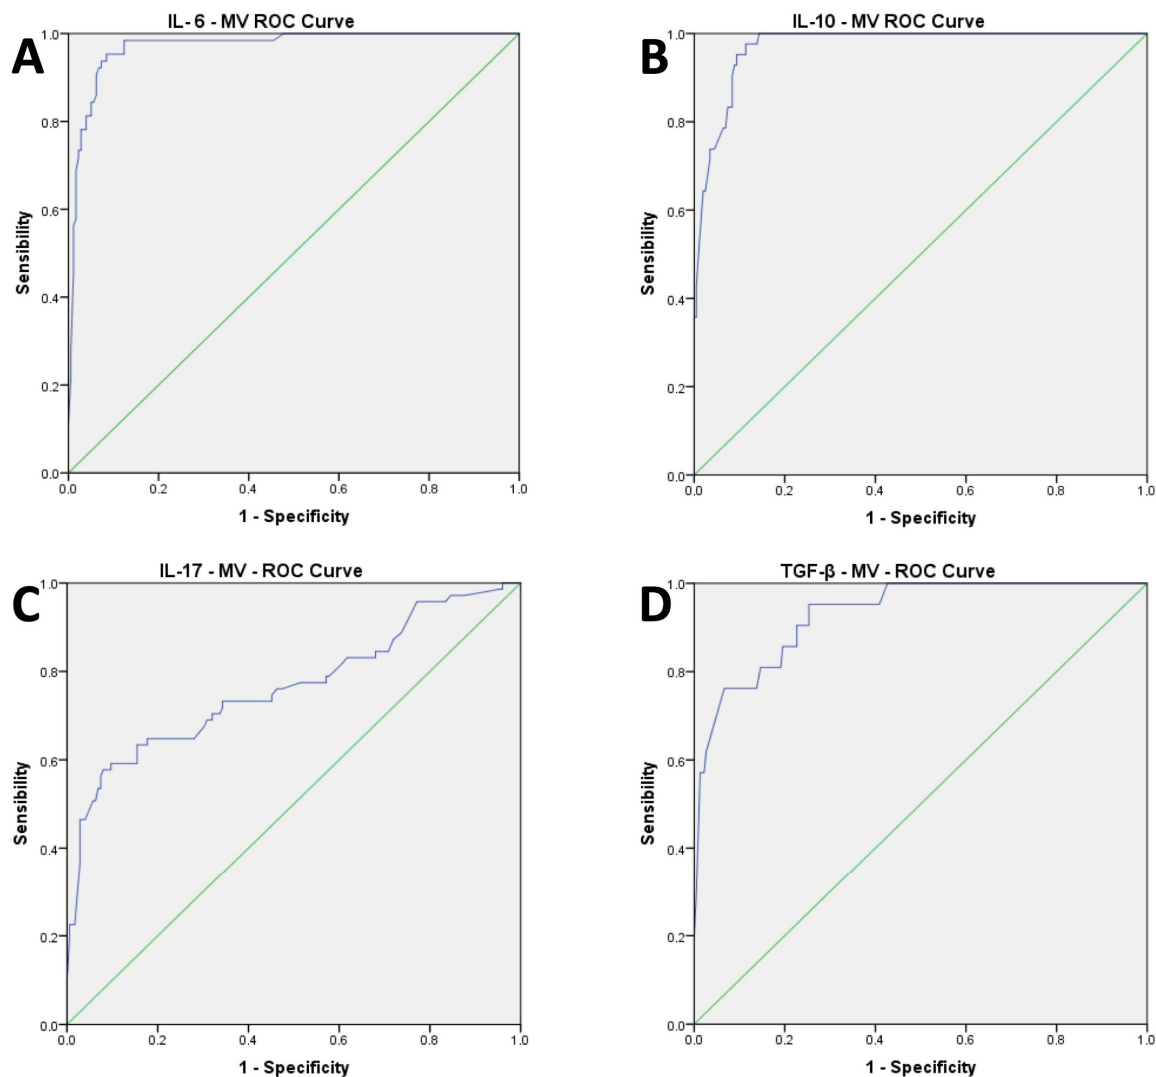 A
IL- 6 - MV ROC Curve
1.0
0.8
0.6
0.4
0.2
0.0
Sensibility
0.0 0.2 0.4 0.6 0.8 1.0
1 - Specificity
B
IL-10 - MV ROC Curve
1.0
0.8
0.6
0.4
0.2
0.0
Sensibility
0.0 0.2 0.4 0.6 0.8 1.0
1 - Specificity
C
IL-17 - MV - ROC Curve
1.0
0.8
0.6
0.4
0.2
0.0
Sensibility
0.0 0.2 0.4 0.6 0.8 1.0
1 - Specificity
D
TGF-β - MV - ROC Curve
1.0
0.8
0.6
0.4
0.2
0.0
Sensibility
0.0 0.2 0.4 0.6 0.8 1.0
1 - Specificity